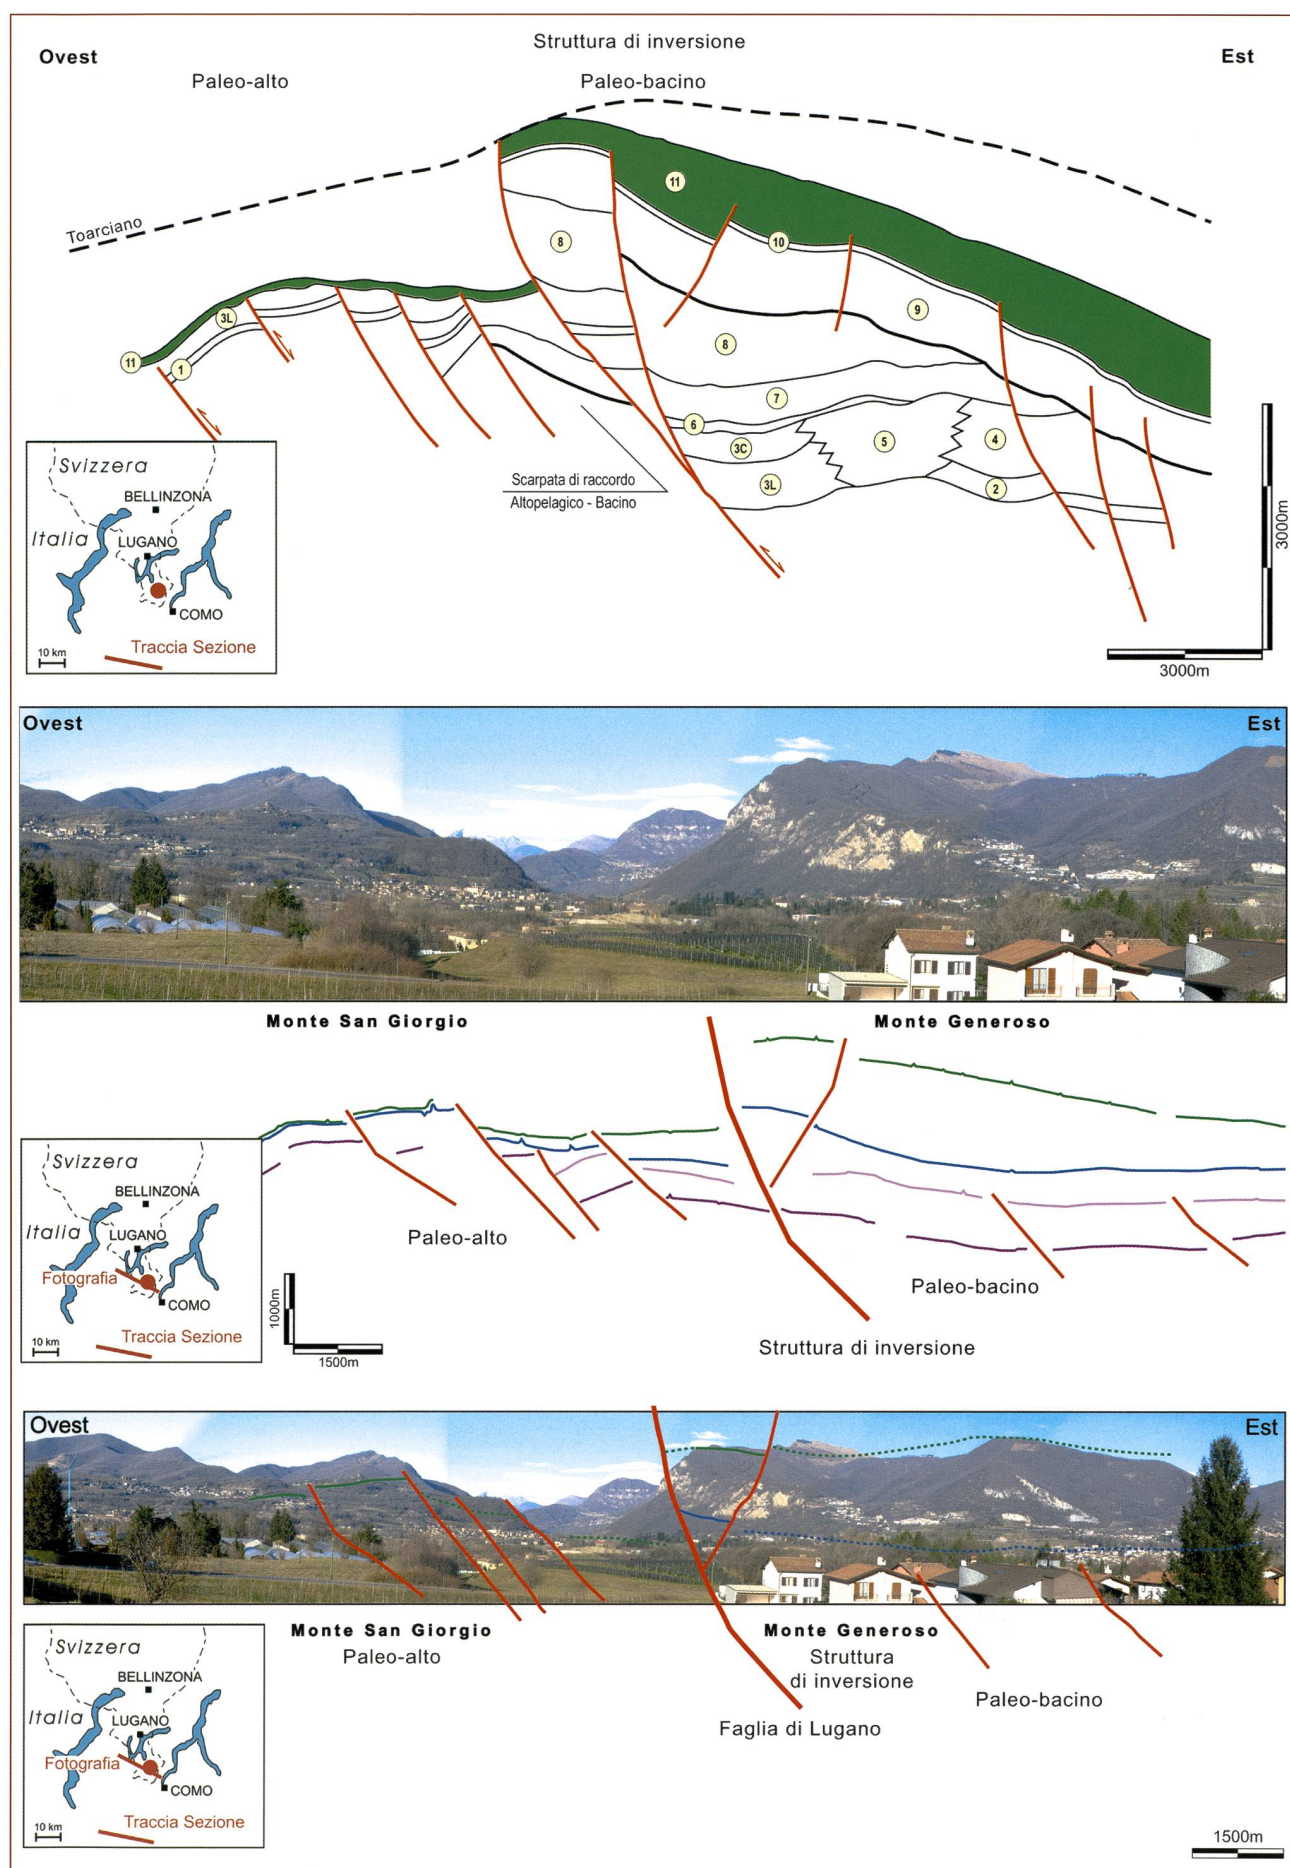 Struttura di inversione
Ovest
Est
Paleo-alto
Paleo-bacino
Toarciano
11
10
8
9
3L
8
11
1
7
6
5
4
3C
3L
2
Scarpata di raccordo
Altopelagico - Bacino
3000m
3000m
Svizzera
BELLINZONA
Italia
LUGANO
COMO
Traccia Sezione
10 km
Ovest
Est
Monte San Giorgio
Monte Generoso
Svizzera
BELLINZONA
Italia
LUGANO
Fotografia
COMO
Traccia Sezione
10 km
Paleo-alto
Paleo-bacino
1000m
1500m
Struttura di inversione
Ovest
Est
Monte San Giorgio
Paleo-alto
Monte Generoso
Struttura
di inversione
Paleo-bacino
Faglia di Lugano
Svizzera
BELLINZONA
Italia
LUGANO
Fotografia
COMO
Traccia Sezione
10 km
1500m